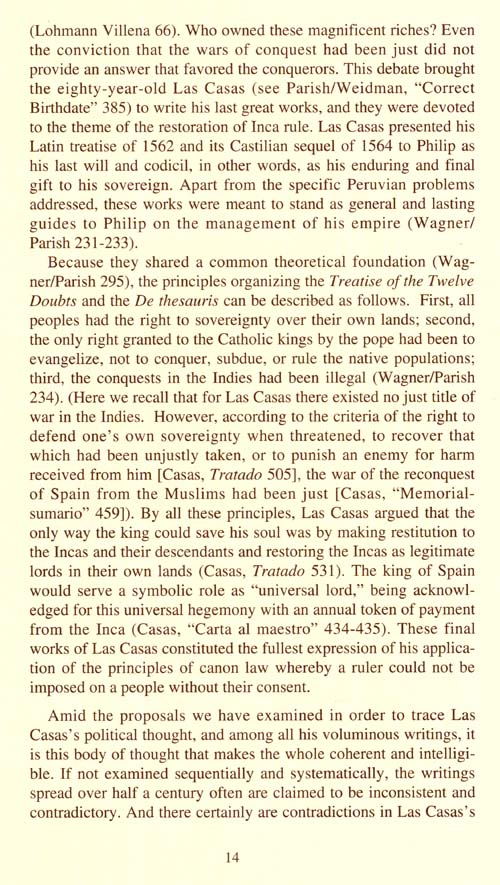 (Lohmann Villena 66). Who owned these magnificent riches? Even
the conviction that the wars of conquest had been just did not
provide an answer that favored the conquerors. This debate brought
the eighty-year-old Las Casas (see Parish/Weidman, “Correct
Birthdate” 385) to write his last great works, and they were devoted
to the theme of the restoration of Inca rule. Las Casas presented his
Latin treatise of 1562 and its Castilian sequel of 1564 to Philip as
his last will and codicil, in other words, as his enduring and final
gift to his sovereign. Apart from the specific Peruvian problems
addressed, these works were meant to stand as general and lasting
guides to Philip on the management of his empire (Wagner/
Parish 231-233).
Because they shared a common theoretical foundation (Wag-
ner/Parish 295), the principles organizing the Treatise of the Twelve
Doubts and the De thesauris can be described as follows. First, all
peoples had the right to sovereignty over their own lands; second,
the only right granted to the Catholic kings by the pope had been to
evangelize, not to conquer, subdue, or rule the native populations;
third, the conquests in the Indies had been illegal (Wagner/Parish
234). (Here we recall that for Las Casas there existed no just title of
war in the Indies. However, according to the criteria of the right to
defend one’s own sovereignty when threatened, to recover that
which had been unjustly taken, or to punish an enemy for harm
received from him [Casas, Tratado 505], the war of the reconquest
of Spain from the Muslims had been just [Casas, “Memorial-
sumario” 459]). By all these principles, Las Casas argued that the
only way the king could save his soul was by making restitution to
the Incas and their descendants and restoring the Incas as legitimate
lords in their own lands (Casas, Tratado 531). The king of Spain
would serve a symbolic role as “universal lord,” being acknowl-
edged for this universal hegemony with an annual token of payment
from the Inca (Casas, “Carta al maestro” 434-435). These final
works of Las Casas constituted the fullest expression of his applica-
tion of the principles of canon law whereby a ruler could not be
imposed on a people without their consent.
Amid the proposals we have examined in order to trace Las
Casas’s political thought, and among all his voluminous writings, it
is this body of thought that makes the whole coherent and intelligi-
ble. If not examined sequentially and systematically, the writings
spread over half a century often are claimed to be inconsistent and
contradictory. And there certainly are contradictions in Las Casas’s
14